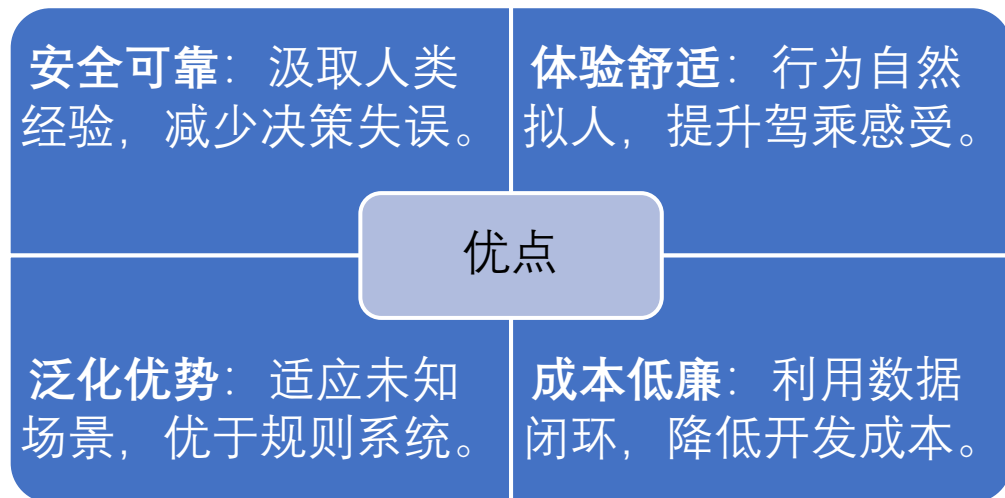 安全可靠：汲取人类
经验，减少决策失误。
体验舒适：行为自然
拟人，提升驾乘感受。
优点
泛化优势：适应未知
场景，优于规则系统。
成本低廉：利用数据
闭环，降低开发成本。